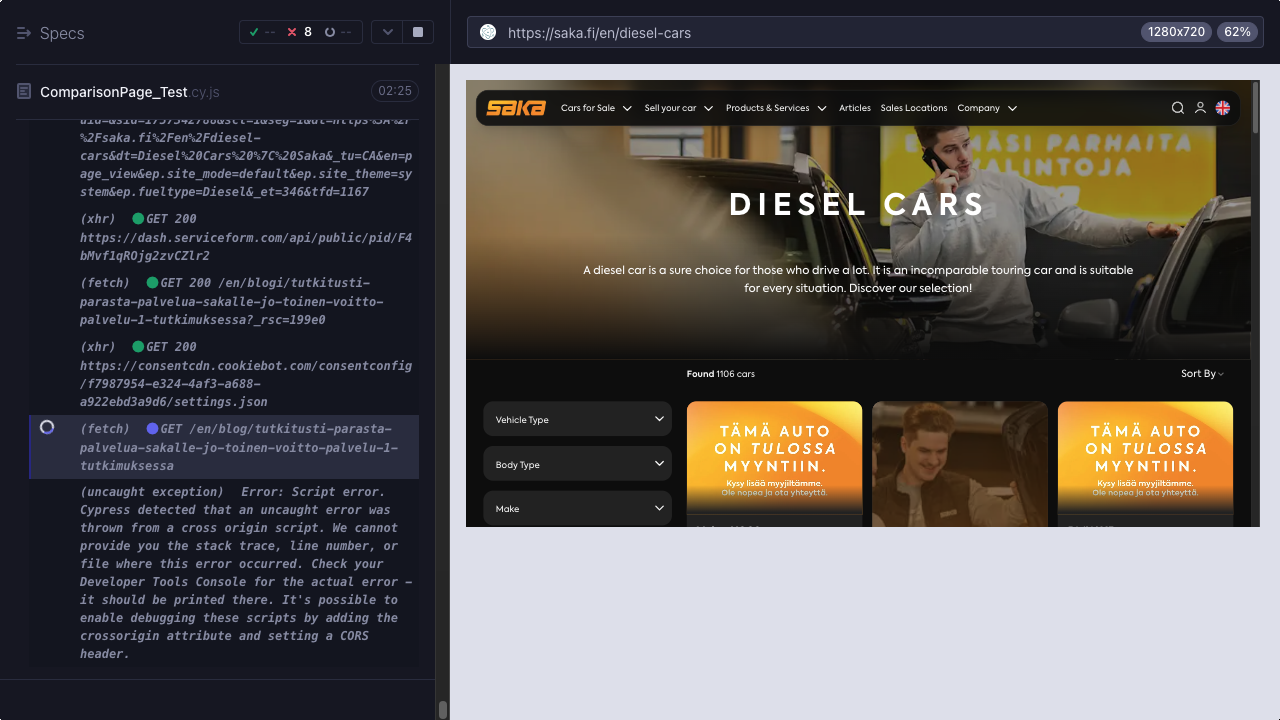 Specs
--
8
--
https://saka.fi/en/diesel-cars
1280x720
62%
ComparisonPage_Test.cy.js
02:25
%2Fsaka.fi%2Fen%2Fdiesel-
cars&dt=Diesel%20Cars%20%7C%20Saka&_tu=CA&en=p
age_view&ep.site_mode=default&ep.site_theme=sy
stem&ep.fueltype=Diesel&_et=346&tfd=1167
(xhr) GET 200
https://dash.serviceform.com/api/public/pid/F4
bMvf1qROjg2zvCZlr2
(fetch) GET 200 /en/blogi/tutkitusti-
parasta-palvelua-sakalle-jo-toinen-voitto-
palvelu-1-tutkimuksessa?_rsc=199e0
(xhr) GET 200
https://consentcdn.cookiebot.com/consentconfig
/f7987954-e324-4af3-a688-
a922ebd3a9d6/settings.json
(fetch) GET /en/blog/tutkitusti-parasta-
palvelua-sakalle-jo-toinen-voitto-palvelu-1-
tutkimuksessa
(uncaught exception) Error: Script error.
Cypress detected that an uncaught error was
thrown from a cross origin script. We cannot
provide you the stack trace, line number, or
file where this error occurred. Check your
Developer Tools Console for the actual error -
it should be printed there. It's possible to
enable debugging these scripts by adding the
crossorigin attribute and setting a CORS
header.
saka
Cars for Sale
Sell your car
Products & Services
Articles
Sales Locations
Company
PARHAITA
DIESEL CARS
A diesel car is a sure choice for those who drive a lot. It is an incomparable touring car and is suitable
for every situation. Discover our selection!
Found 1106 cars
Sort By
Vehicle Type
Body Type
Make
TÄMÄ AUTO
ON TULOSSA
MYYNTIIN.
Kysy lisää myyjiltämme.
Ole nopea ja ota yhteyttä.
TÄMÄ AUTO
ON TULOSSA
MYYNTIIN.
Kysy lisää myyjiltämme.
Ole nopea ja ota yhteyttä.